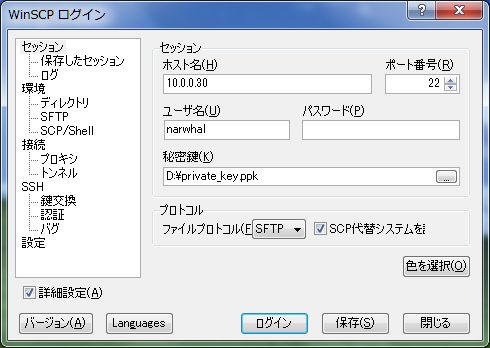 WinSCP ログイン
セッション
保存したセッション
ログ
環境
ディレクトリ
SFTP
SCP/Shell
接続
プロキシ
トンネル
SSH
鍵交換
認証
バグ
設定
詳細設定(A)
セッション
ホスト名(H) ポート番号(R)
10.0.0.30 22
ユーザ名(U) パスワード(P)
narwhal
秘密鍵(K)
D:¥private_key.ppk ...
プロトコル
ファイルプロトコル(F SFTP SCP代替システムを
色を選択(O)
バージョン(A) Languages ログイン 保存(S) 閉じる